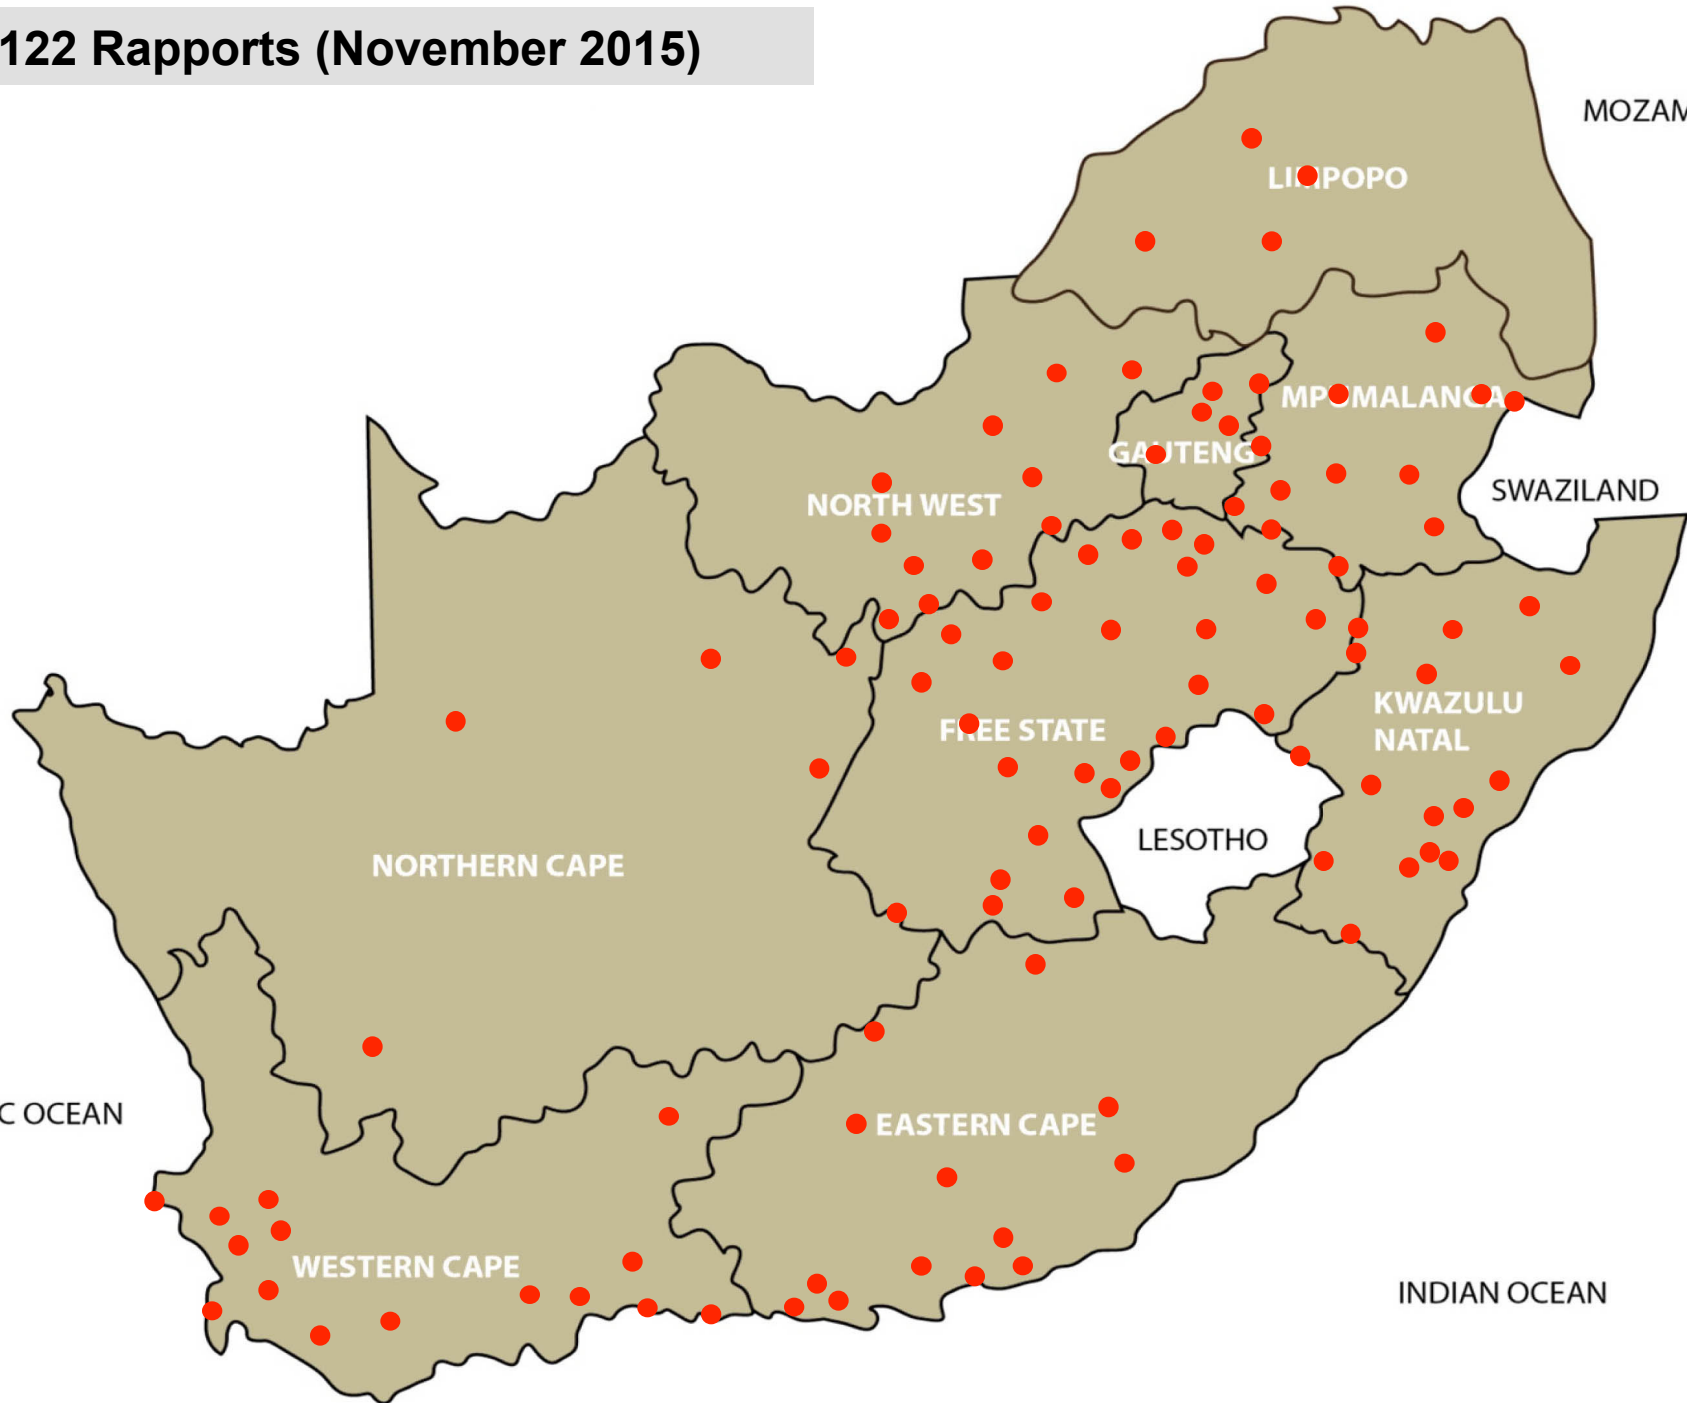 122 Rapports (November 2015)
MOZAM
LIMPOPO
MPUMALANGA
GAUTENG
SWAZILAND
NORTH WEST
KWAZULU
NATAL
FREE STATE
LESOTHO
NORTHERN CAPE
C OCEAN
EASTERN CAPE
WESTERN CAPE
INDIAN OCEAN